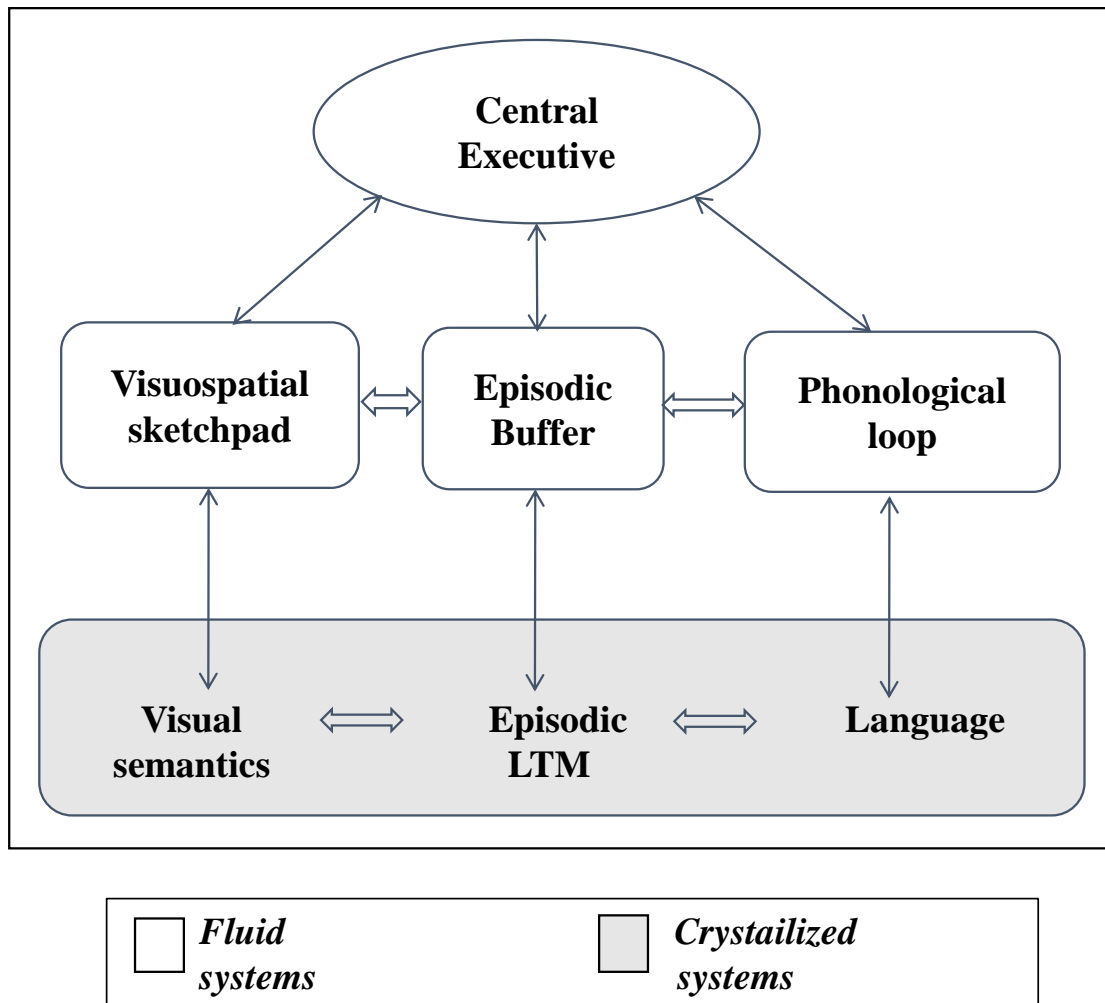 Central
Executive
Visuospatial
sketchpad
Episodic
Buffer
Phonological
loop
Visual
semantics
Episodic
LTM
Language
Fluid
systems
Crystailized
systems